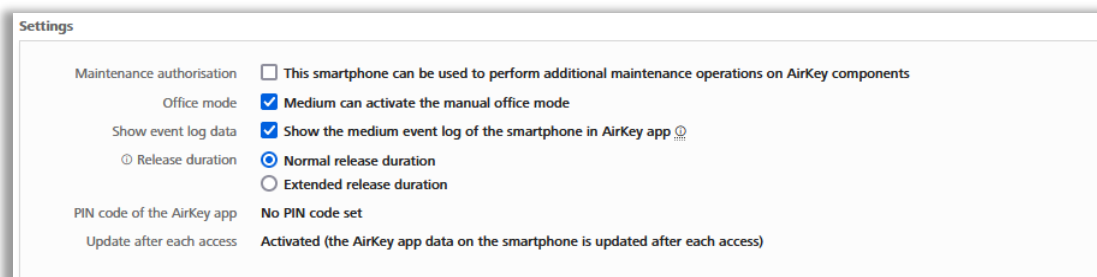 Settings
Maintenance authorisation This smartphone can be used to perform additional maintenance operations on AirKey components
Office mode Medium can activate the manual office mode
Show event log data Show the medium event log of the smartphone in AirKey app
Release duration Normal release duration
Extended release duration
PIN code of the AirKey app No PIN code set
Update after each access Activated (the AirKey app data on the smartphone is updated after each access)